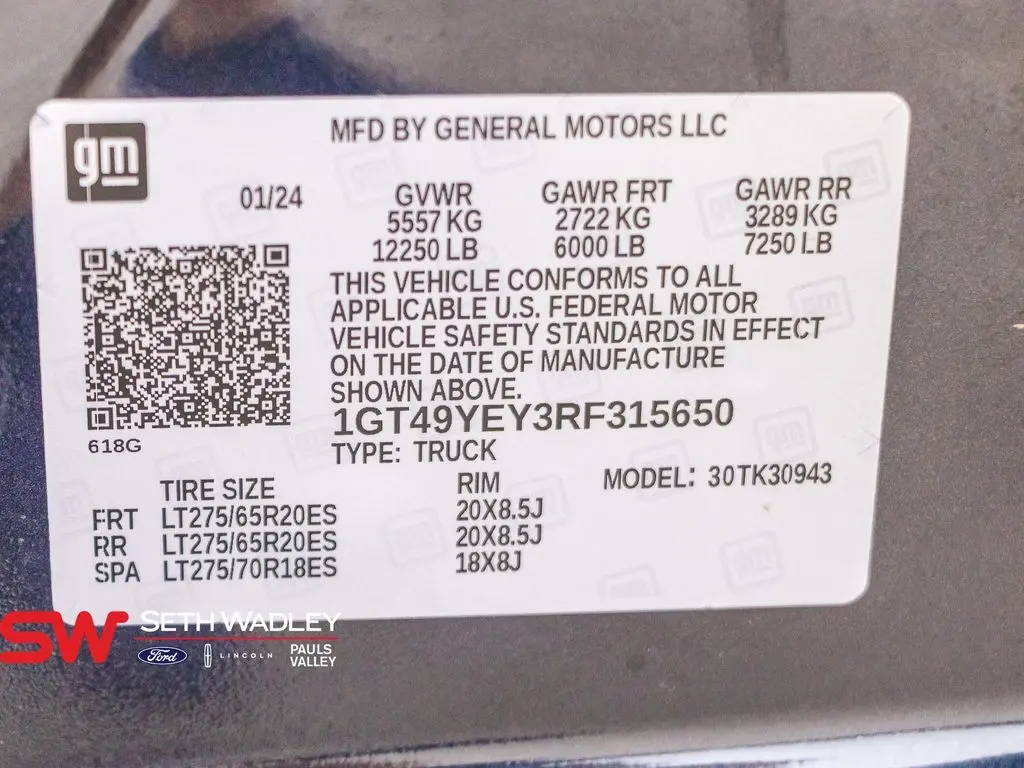 gm
MFD BY GENERAL MOTORS LLC
01/24 GVWR GAWR FRT GAWR RR
5557 KG 2722 KG 3289 KG
12250 LB 6000 LB 7250 LB
THIS VEHICLE CONFORMS TO ALL
APPLICABLE U.S. FEDERAL MOTOR
VEHICLE SAFETY STANDARDS IN EFFECT
ON THE DATE OF MANUFACTURE
SHOWN ABOVE.
1GT49YEY3RF315650
618G
TYPE: TRUCK
MODEL: 30TK30943
TIRE SIZE RIM
FRT LT275/65R20ES 20X8.5J
RR LT275/65R20ES 20X8.5J
SPA LT275/70R18ES 18X8J
SW SETH WADLEY
Ford LINCOLN PAULS
VALLEY